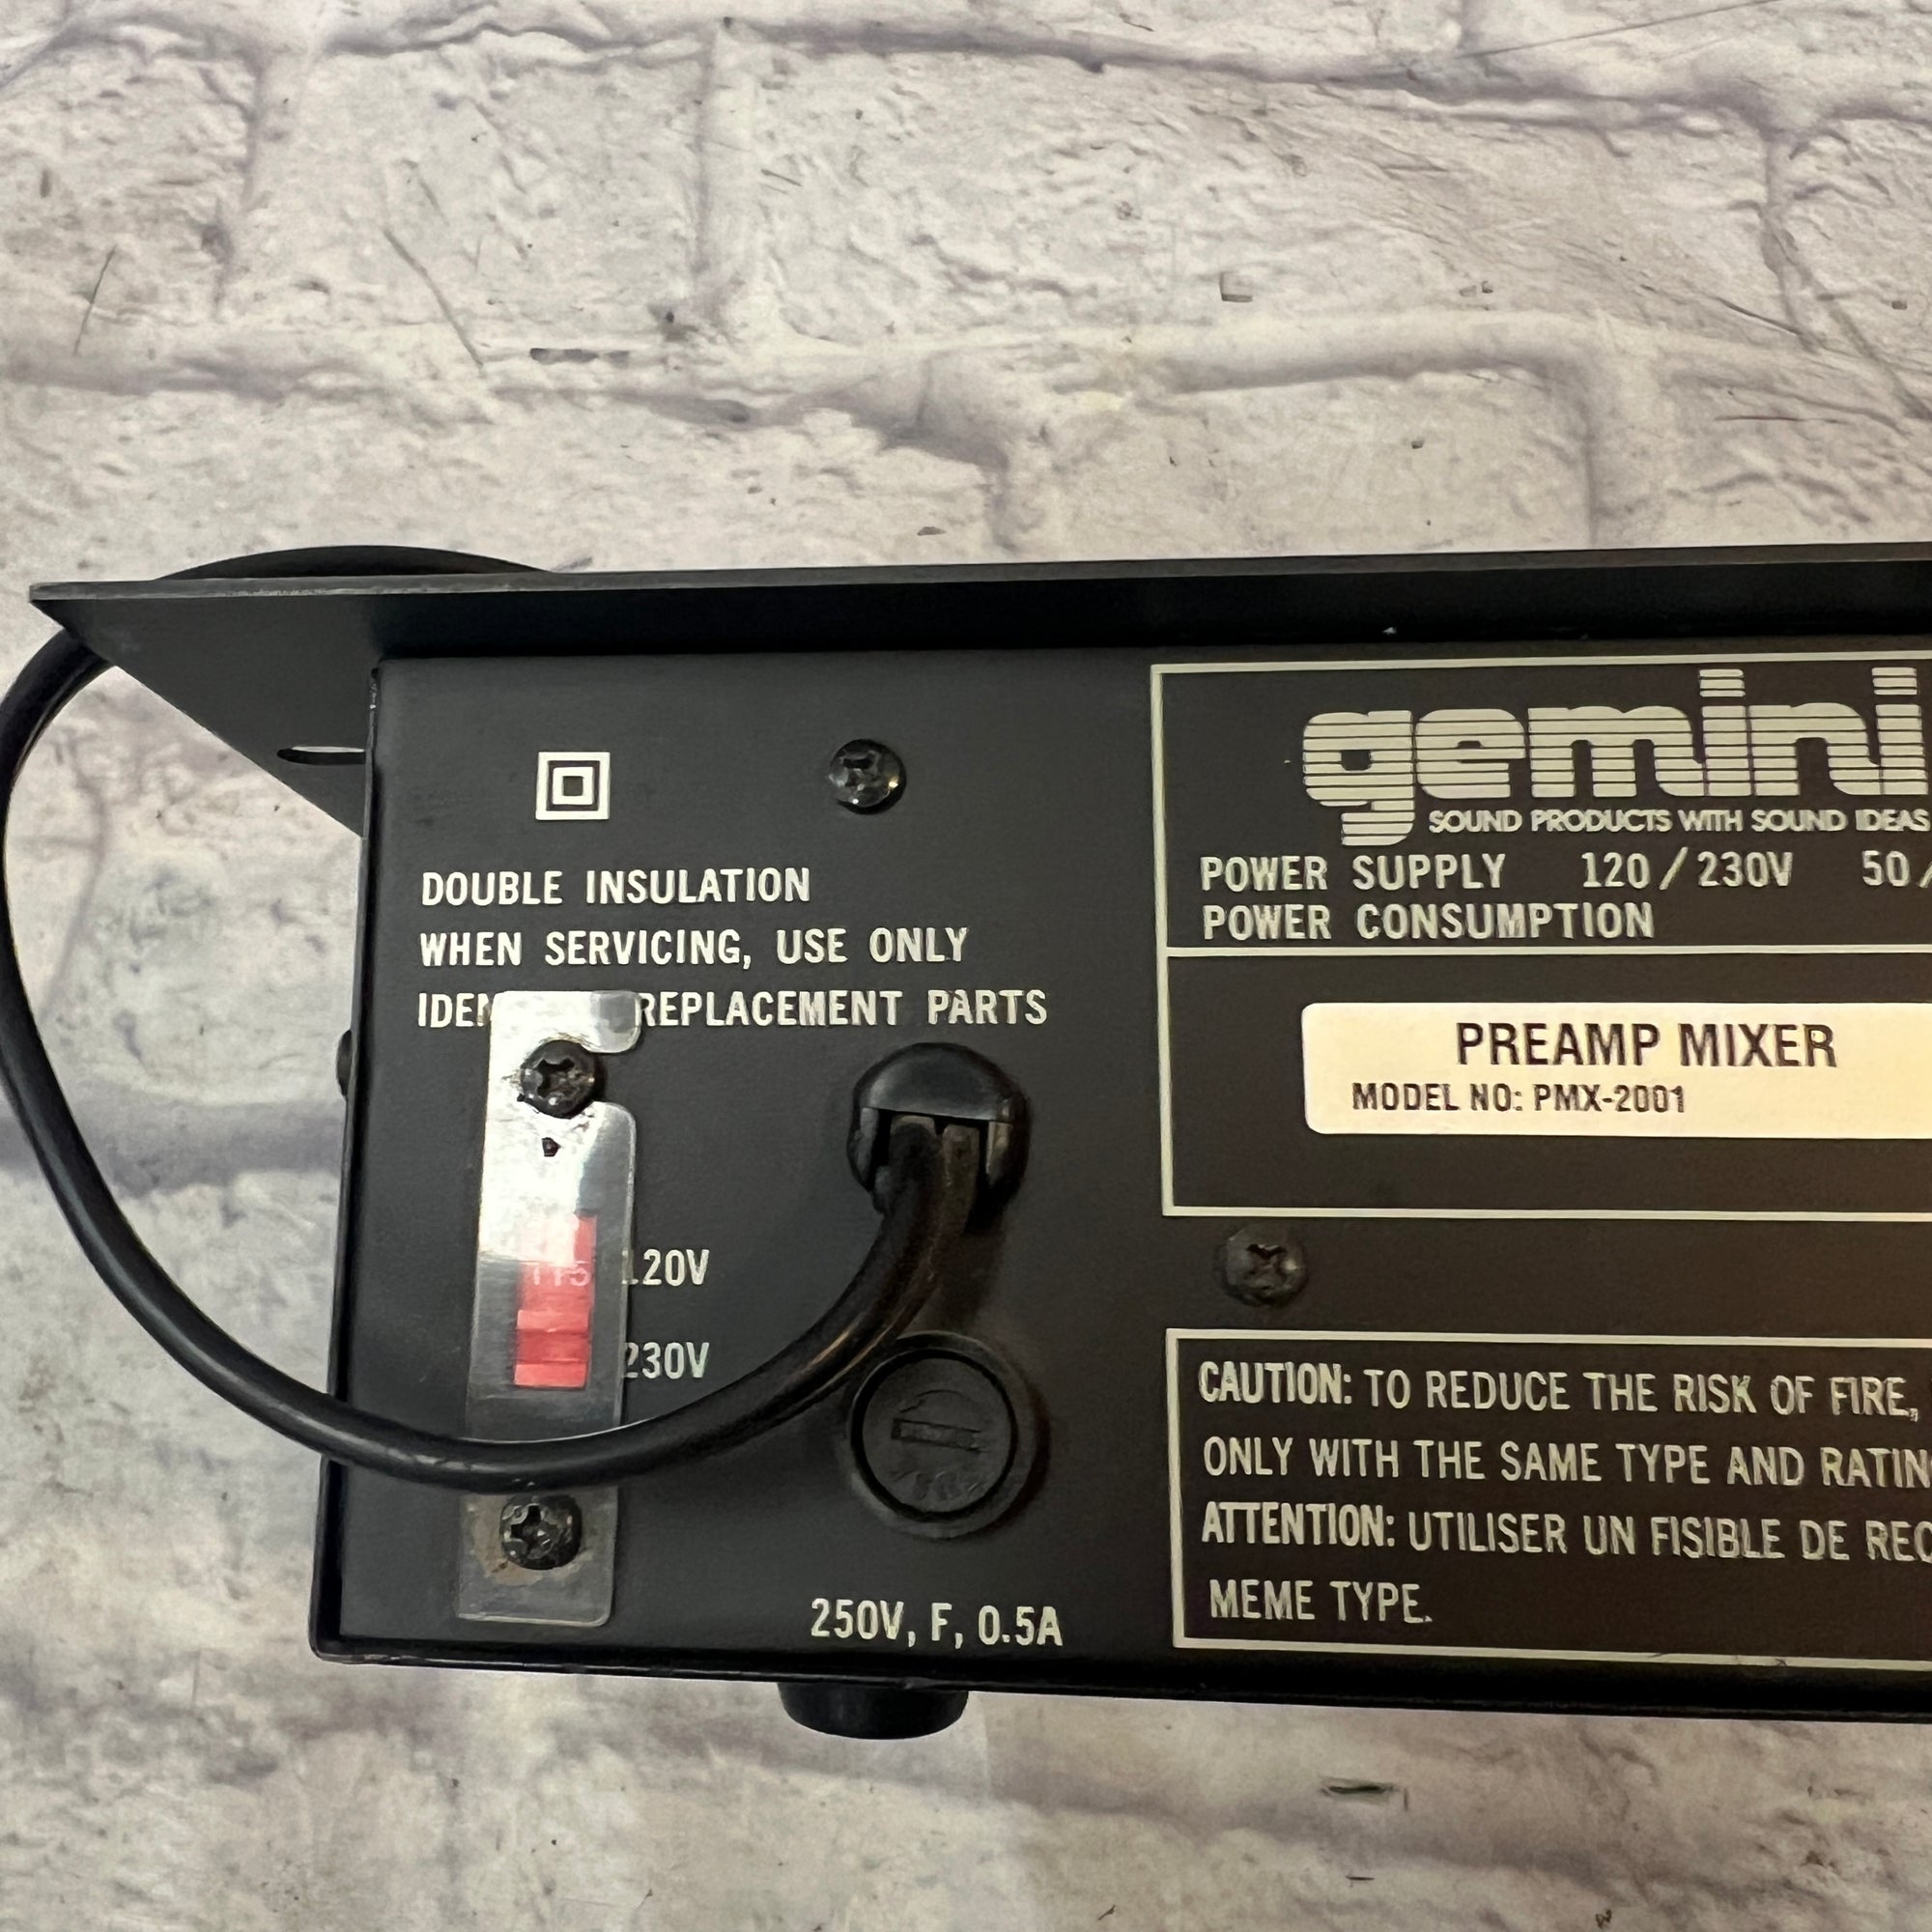 gemini
SOUND PRODUCTS WITH SOUND IDEAS
POWER SUPPLY 120/230V 50/
POWER CONSUMPTION
DOUBLE INSULATION
WHEN SERVICING, USE ONLY
IDEN REPLACEMENT PARTS
PREAMP MIXER
MODEL NO: PMX-2001
115
120V
230V
250V, F, 0.5A
CAUTION: TO REDUCE THE RISK OF FIRE,
ONLY WITH THE SAME TYPE AND RATIN
ATTENTION: UTILISER UN FISIBLE DE REC
MEME TYPE.